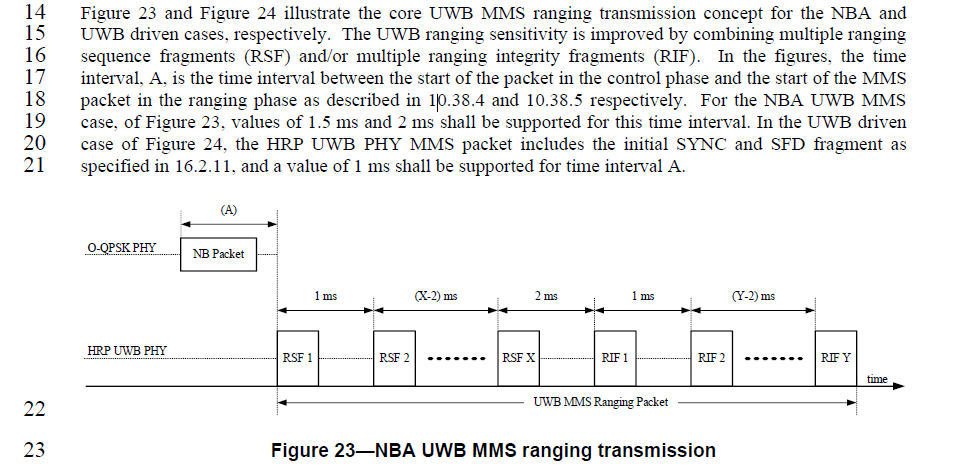 14 Figure 23 and Figure 24 illustrate the core UWB MMS ranging transmission concept for the NBA and
15 UWB driven cases, respectively. The UWB ranging sensitivity is improved by combining multiple ranging
16 sequence fragments (RSF) and/or multiple ranging integrity fragments (RIF). In the figures, the time
17 interval, A, is the time interval between the start of the packet in the control phase and the start of the MMS
18 packet in the ranging phase as described in 10.38.4 and 10.38.5 respectively. For the NBA UWB MMS
19 case, of Figure 23, values of 1.5 ms and 2 ms shall be supported for this time interval. In the UWB driven
20 case of Figure 24, the HRP UWB PHY MMS packet includes the initial SYNC and SFD fragment as
21 specified in 16.2.11, and a value of 1 ms shall be supported for time interval A.
(A)
O-QPSK PHY
NB Packet
1 ms (X-2) ms 2 ms 1 ms (Y-2) ms
HRP UWB PHY
RSF 1 RSF 2 RSF X RIF 1 RIF 2 RIF Y
time
UWB MMS Ranging Packet
22
23 Figure 23—NBA UWB MMS ranging transmission